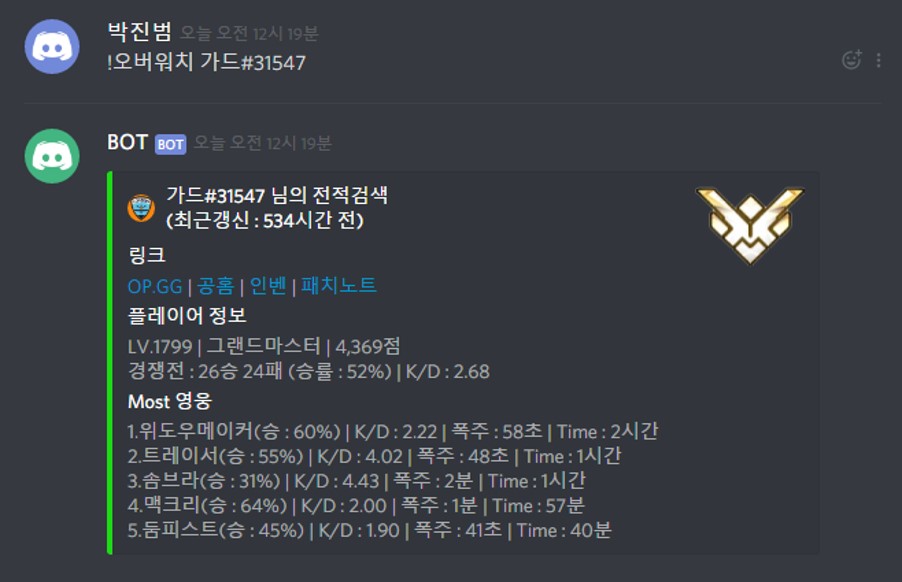 박진범 오늘 오전 12시 19분
!오버워치 가드#31547
BOT BOT 오늘 오전 12시 19분
가드#31547 님의 전적검색
(최근갱신 : 534시간 전)
링크
OP.GG | 공홈 | 인벤 | 패치노트
플레이어 정보
LV.1799 | 그랜드마스터 | 4,369점
경쟁전 : 26승 24패 (승률 : 52%) | K/D : 2.68
Most 영웅
1.위도우메이커(승 : 60%) | K/D : 2.22 | 폭주 : 58초 | Time : 2시간
2.트레이서(승 : 55%) | K/D : 4.02 | 폭주 : 48초 | Time : 1시간
3.솜브라(승 : 31%) | K/D : 4.43 | 폭주 : 2분 | Time : 1시간
4.맥크리(승 : 64%) | K/D : 2.00 | 폭주 : 1분 | Time : 57분
5.둠피스트(승 : 45%) | K/D : 1.90 | 폭주 : 41초 | Time : 40분